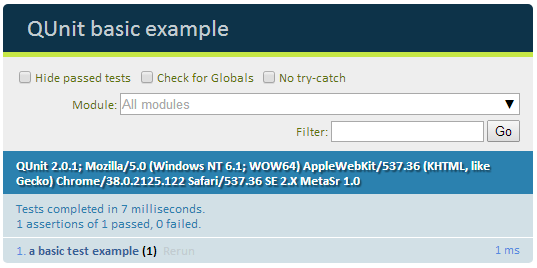 QUnit basic example
Hide passed tests Check for Globals No try-catch
Module: All modules ▼
Filter: Go
QUnit 2.0.1; Mozilla/5.0 (Windows NT 6.1; WOW64) AppleWebKit/537.36 (KHTML, like
Gecko) Chrome/38.0.2125.122 Safari/537.36 SE 2.X MetaSr 1.0
Tests completed in 7 milliseconds.
1 assertions of 1 passed, 0 failed.
1. a basic test example (1) Rerun 1 ms